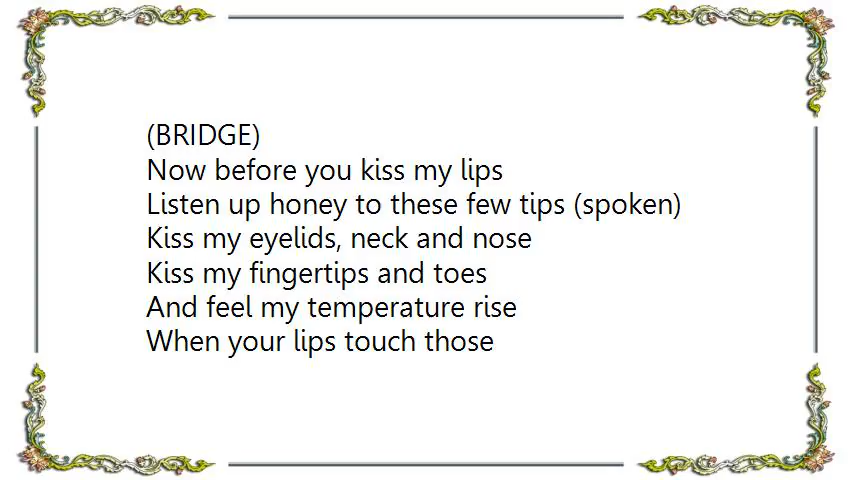 (BRIDGE)
Now before you kiss my lips
Listen up honey to these few tips (spoken)
Kiss my eyelids, neck and nose
Kiss my fingertips and toes
And feel my temperature rise
When your lips touch those